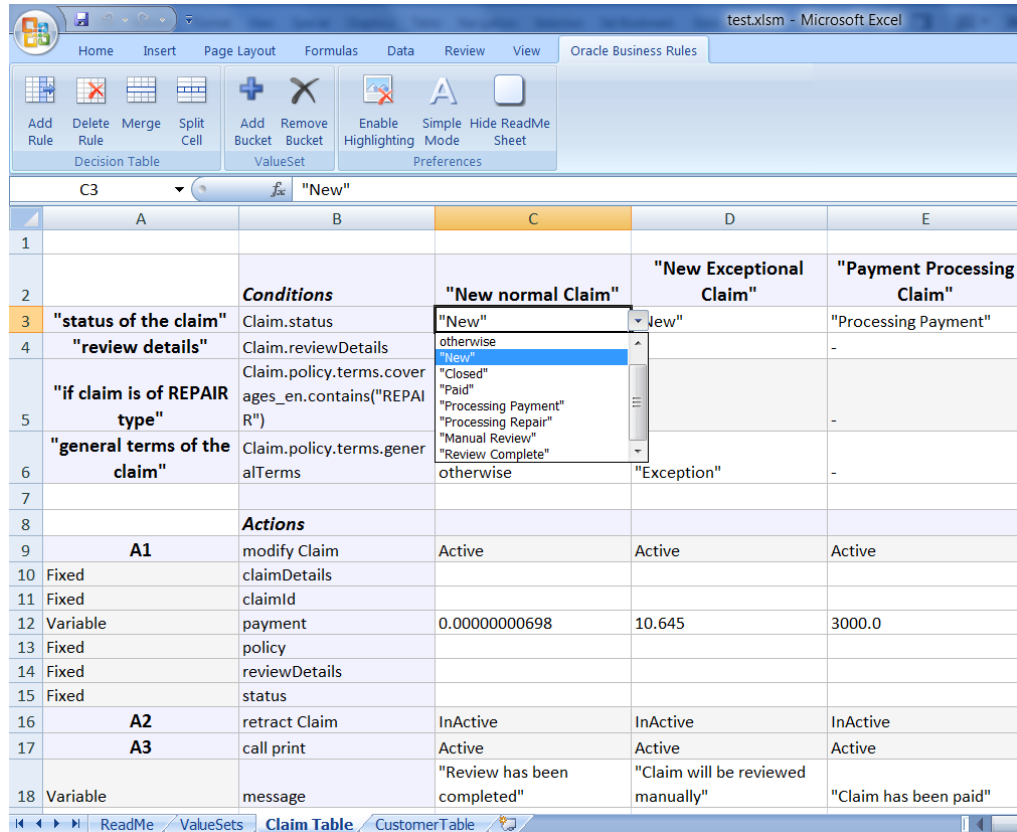 test.xlsm - Microsoft Excel
Home Insert Page Layout Formulas Data Review View Oracle Business Rules
Add Rule Delete Rule Merge Split Cell Add Bucket Remove Bucket Enable Highlighting Simple Mode Hide ReadMe Sheet
Decision Table ValueSet Preferences
C3 fx "New"
A B C D E
1
2 Conditions "New normal Claim" "New Exceptional Claim" "Payment Processing Claim"
3 "status of the claim" Claim.status "New" New" "Processing Payment"
4 "review details" Claim.reviewDetails -
otherwise
"New"
"Closed"
"Paid"
"Processing Payment"
"Processing Repair"
"Manual Review"
"Review Complete"
5 "if claim is of REPAIR type" Claim.policy.terms.cover
ages_en.contains("REPAI
R") -
6 "general terms of the claim" Claim.policy.terms.gener
alTerms otherwise "Exception" -
7
8 Actions
9 A1 modify Claim Active Active Active
10 Fixed claimDetails
11 Fixed claimId
12 Variable payment 0.00000000698 10.645 3000.0
13 Fixed policy
14 Fixed reviewDetails
15 Fixed status
16 A2 retract Claim InActive InActive InActive
17 A3 call print Active Active Active
18 Variable message "Review has been completed" "Claim will be reviewed manually" "Claim has been paid"
ReadMe ValueSets Claim Table CustomerTable